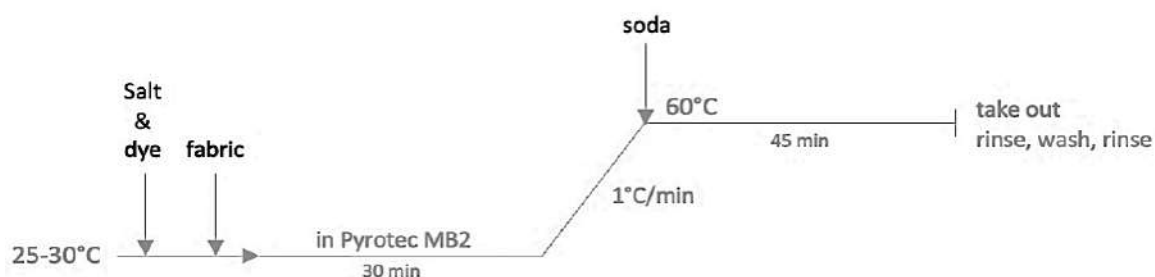 soda
Salt
&
dye
fabric
60°C
45 min
take out
rinse, wash, rinse
1°C/min
25-30°C
in Pyrotec MB2
30 min